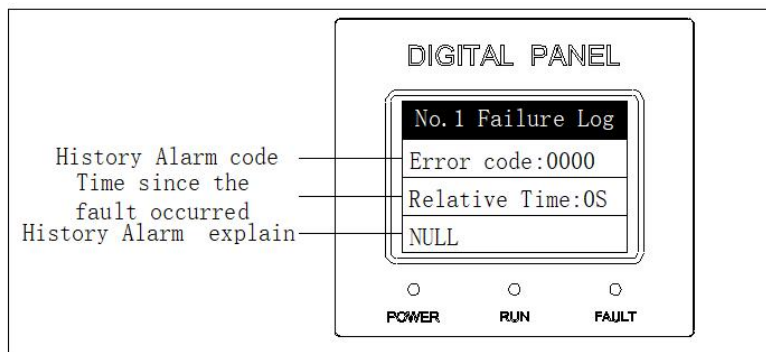 DIGITAL PANEL
No.1 Failure Log
History Alarm code
Error code:0000
Time since the
fault occurred
Relative Time:0S
History Alarm explain
NULL
POWER
RUN
FAULT